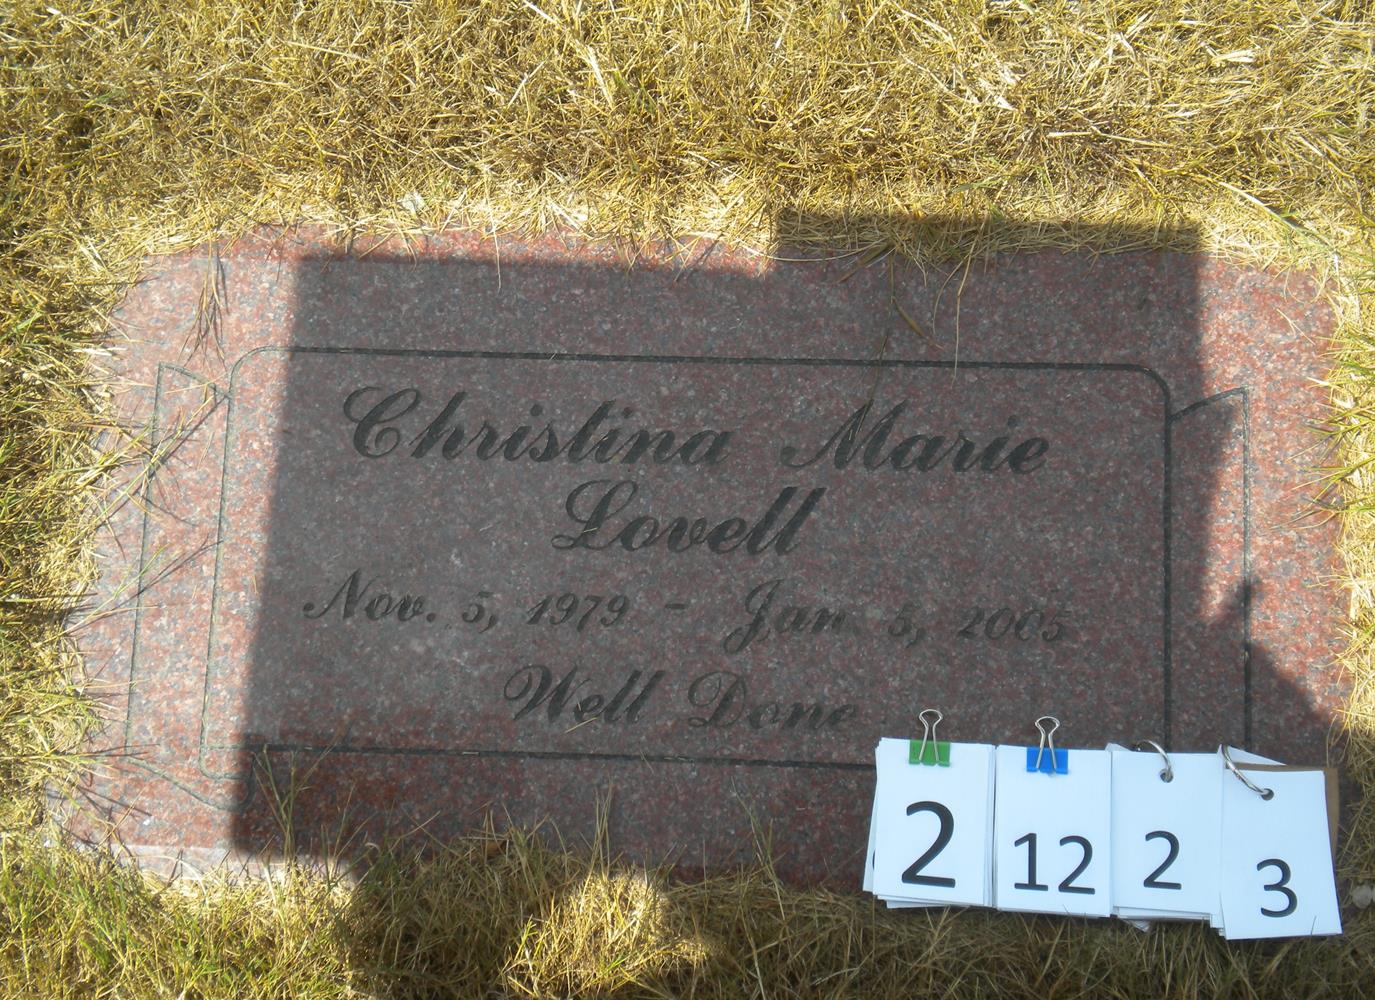 Christina Marie
Lovell
Nov. 5, 1979 - Jan. 5, 2005
Well Done
2 12 2 3